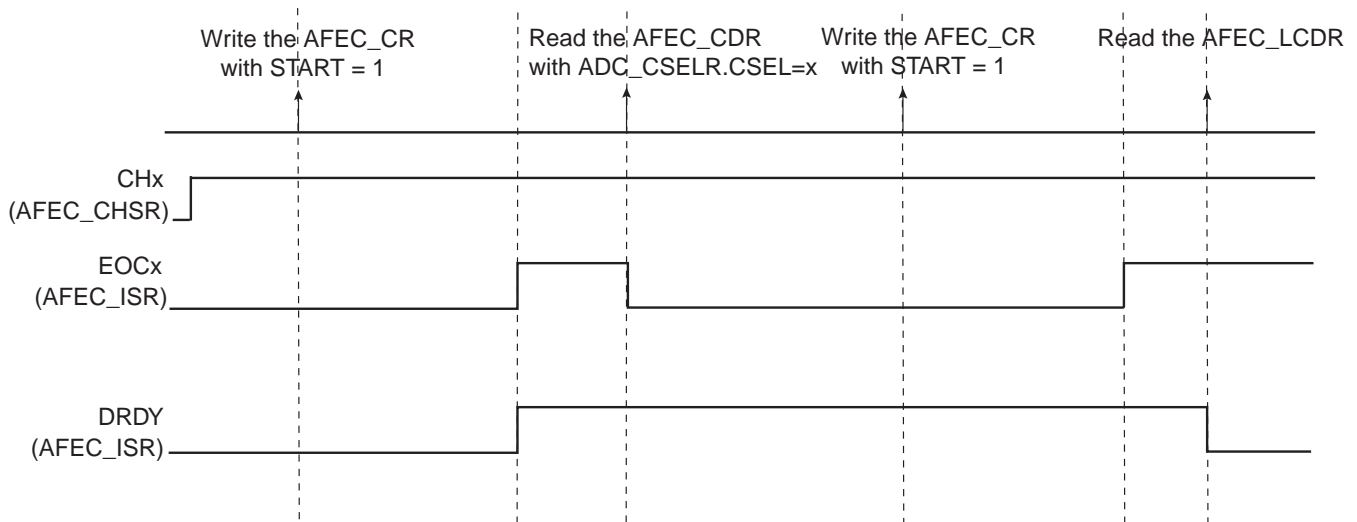 Write the AFEC_CR
with START = 1
Read the AFEC_CDR
with ADC_CSELR.CSEL=x
Write the AFEC_CR
with START = 1
Read the AFEC_LCDR
CHx
(AFEC_CHSR)
EOCx
(AFEC_ISR)
DRDY
(AFEC_ISR)